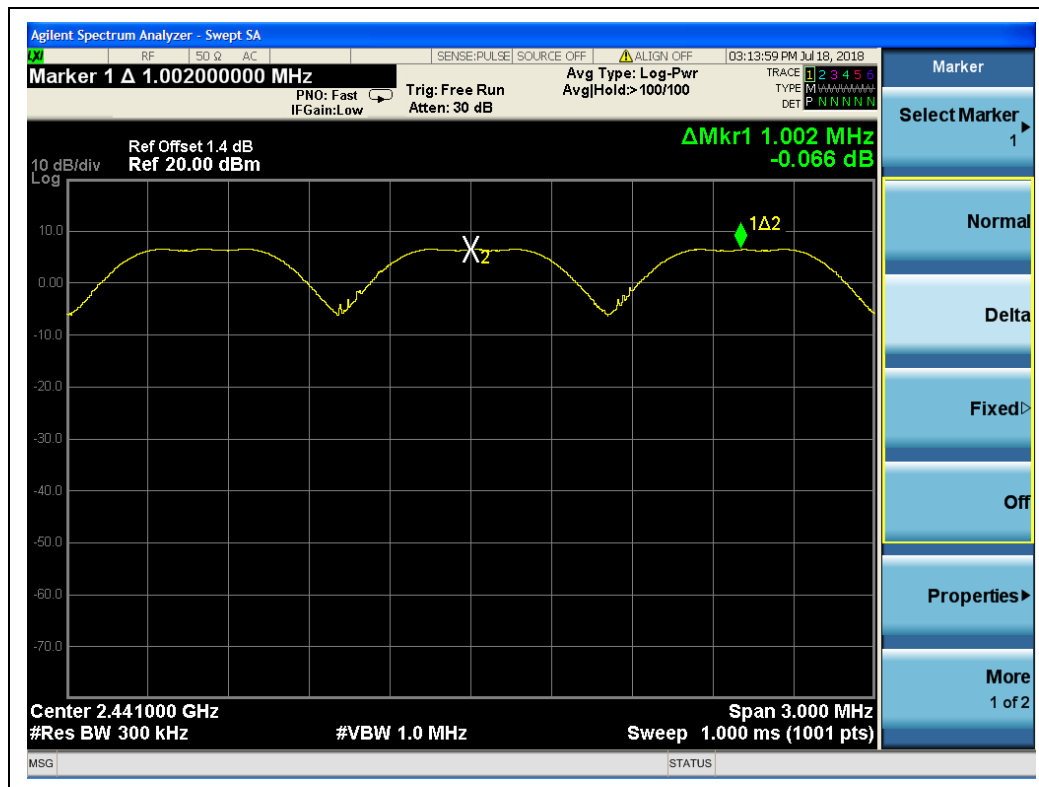 Agilent Spectrum Analyzer - Swept SA
LXI RF 50 Ω AC SENSE:PULSE SOURCE OFF ALIGN OFF 03:13:59 PM Jul 18, 2018
Marker 1 Δ 1.002000000 MHz
PNO: Fast
IFGain:Low
Trig: Free Run
Atten: 30 dB
Avg Type: Log-Pwr
Avg|Hold:>100/100
TRACE 1 2 3 4 5 6
TYPE M WWWWW
DET P N N N N N
Ref Offset 1.4 dB
Ref 20.00 dBm
10 dB/div
Log
ΔMkr1 1.002 MHz
-0.066 dB
10.0
0.00
-10.0
-20.0
-30.0
-40.0
-50.0
-60.0
-70.0
1Δ2
X2
Center 2.441000 GHz
Span 3.000 MHz
#Res BW 300 kHz
#VBW 1.0 MHz
Sweep 1.000 ms (1001 pts)
MSG
STATUS
Marker
Select Marker
1
Normal
Delta
Fixed
Off
Properties
More
1 of 2